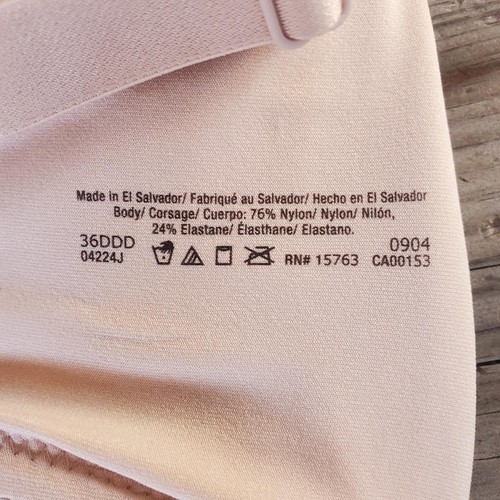 Made in El Salvador/ Fabriqué au Salvador/ Hecho en El Salvador
Body/ Corsage/ Cuerpo: 76% Nylon/ Nylon/ Nilón,
24% Elastane/ Élasthane/ Elastano.
36DDD 0904
04224J RN# 15763 CA00153